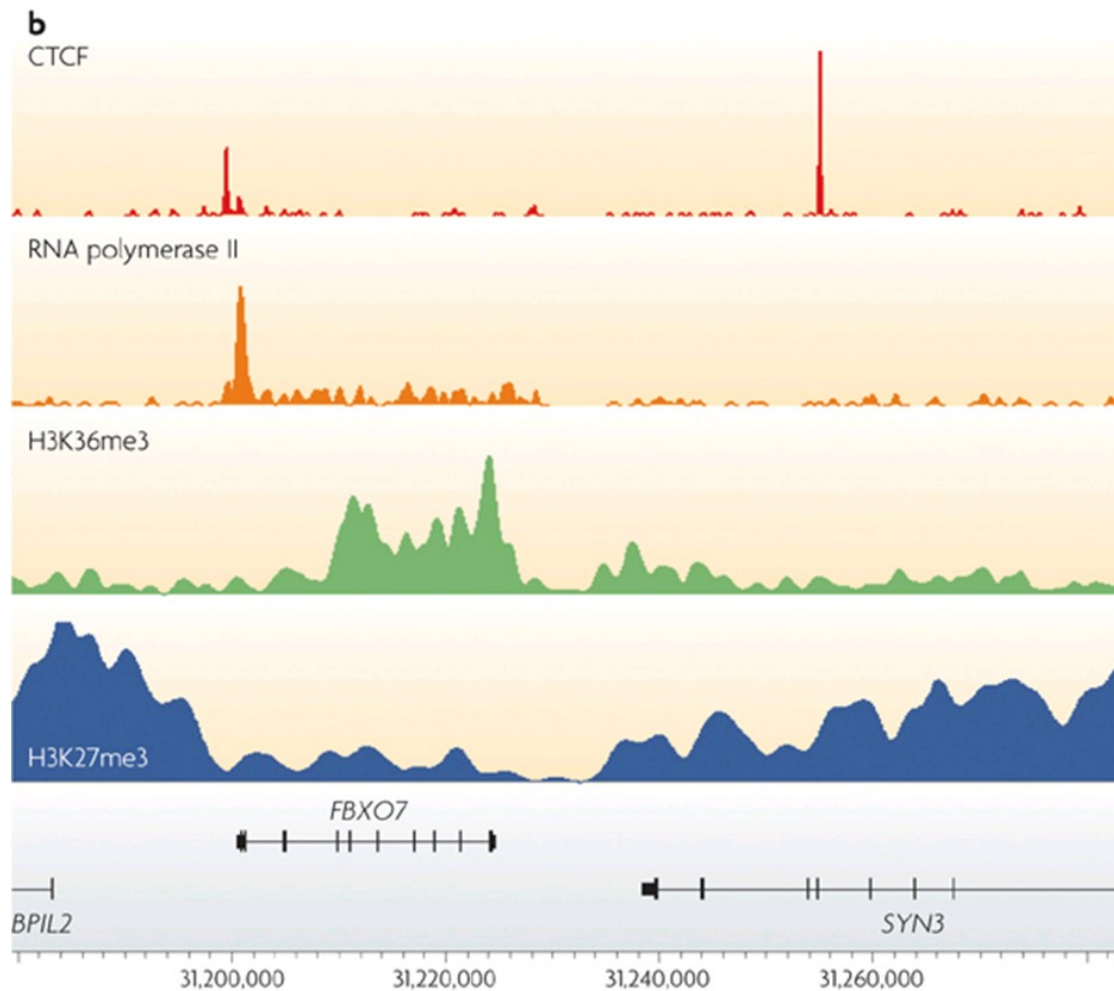 b
CTCF
RNA polymerase II
H3K36me3
H3K27me3
FBXO7
BPIL2
SYN3
31,200,000 31,220,000 31,240,000 31,260,000